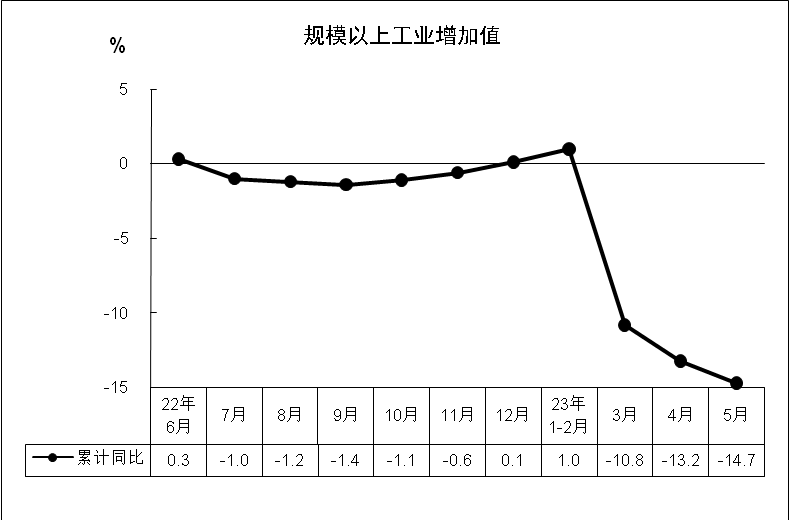 规模以上工业增加值
%
5
0
-5
-10
-15
22年
6月
7月
8月
9月
10月
11月
12月
23年
1-2月
3月
4月
5月
累计同比 0.3 -1.0 -1.2 -1.4 -1.1 -0.6 0.1 1.0 -10.8 -13.2 -14.7